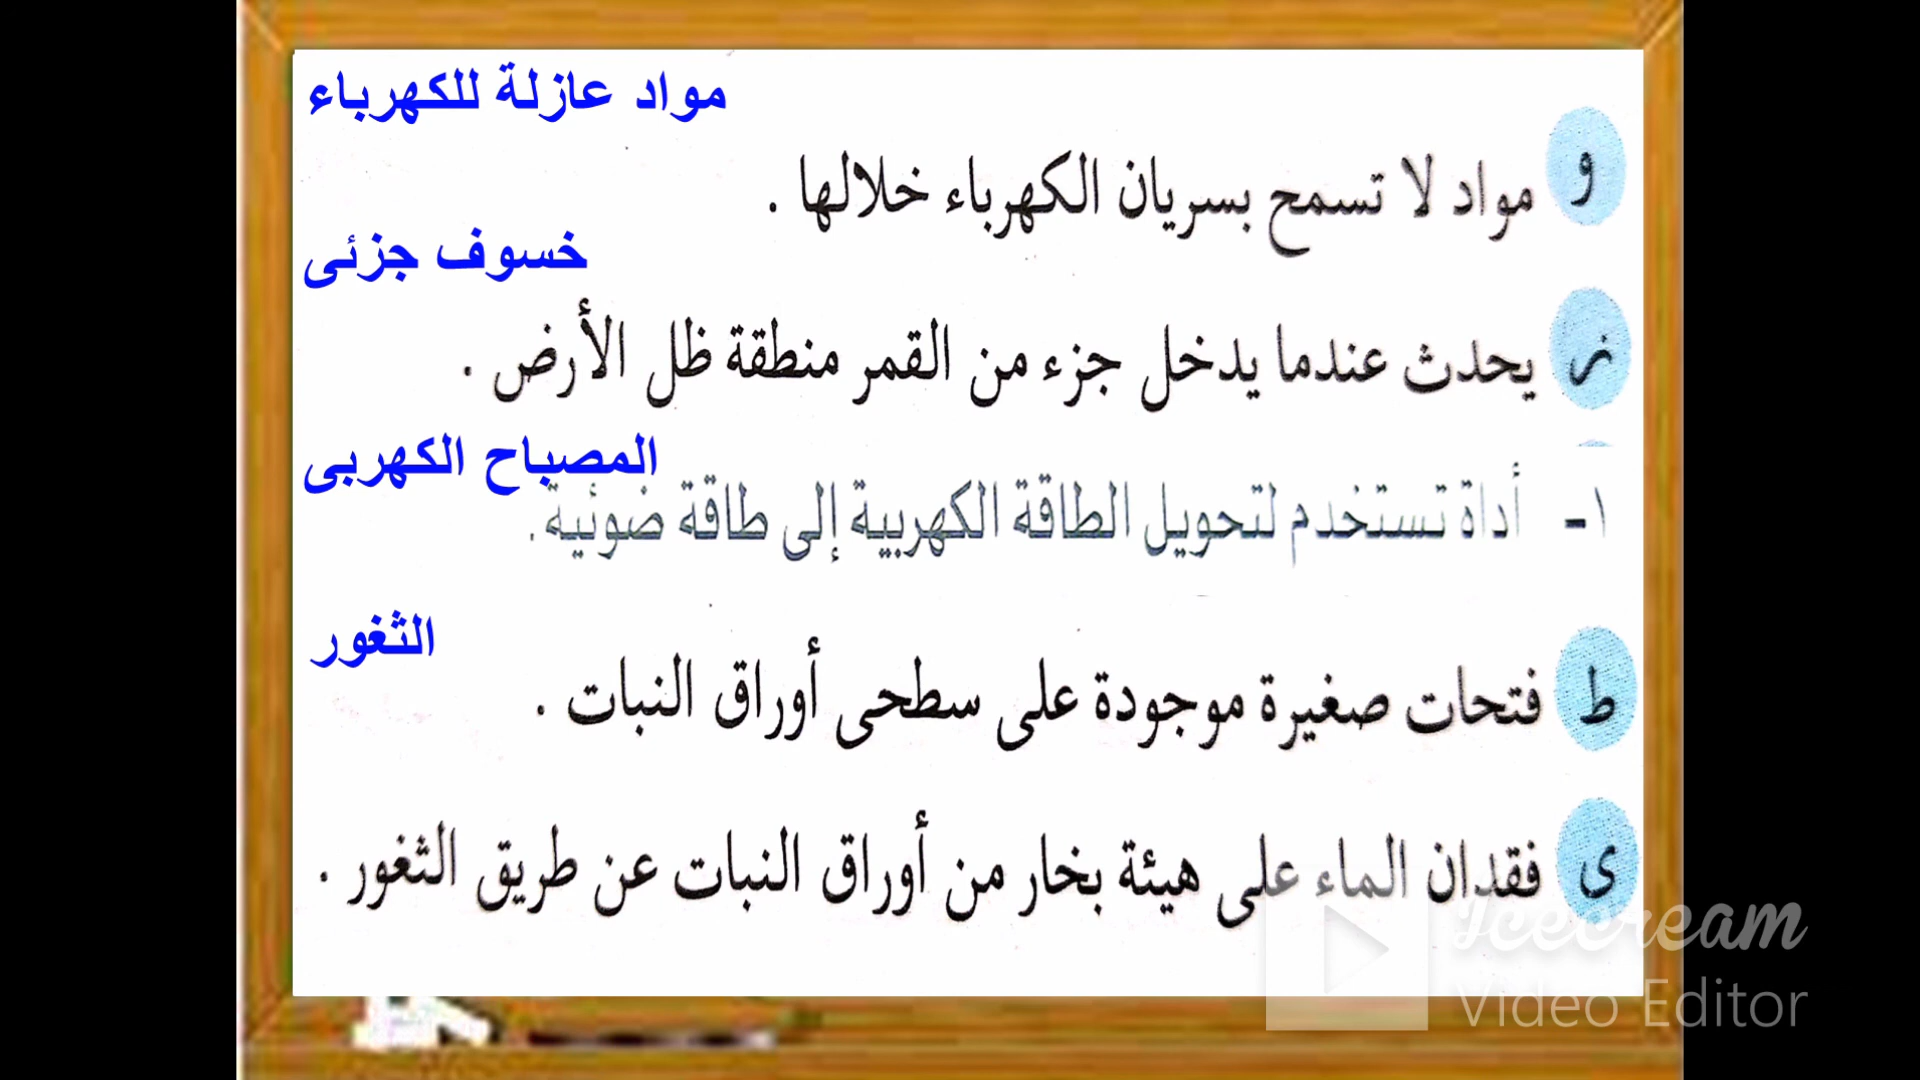 مواد عازلة للكهرباء
و مواد لا تسمح بسريان الكهرباء خلالها .
خسوف جزئى
ز يحدث عندما يدخل جزء من القمر منطقة ظل الأرض .
المصباح الكهربى
١- أداة تستخدم لتحويل الطاقة الكهربية إلى طاقة ضوئية .
الثغور
ط فتحات صغيرة موجودة على سطحى أوراق النبات .
ى فقدان الماء على هيئة بخار من أوراق النبات عن طريق الثغور .
Icecream
Video Editor